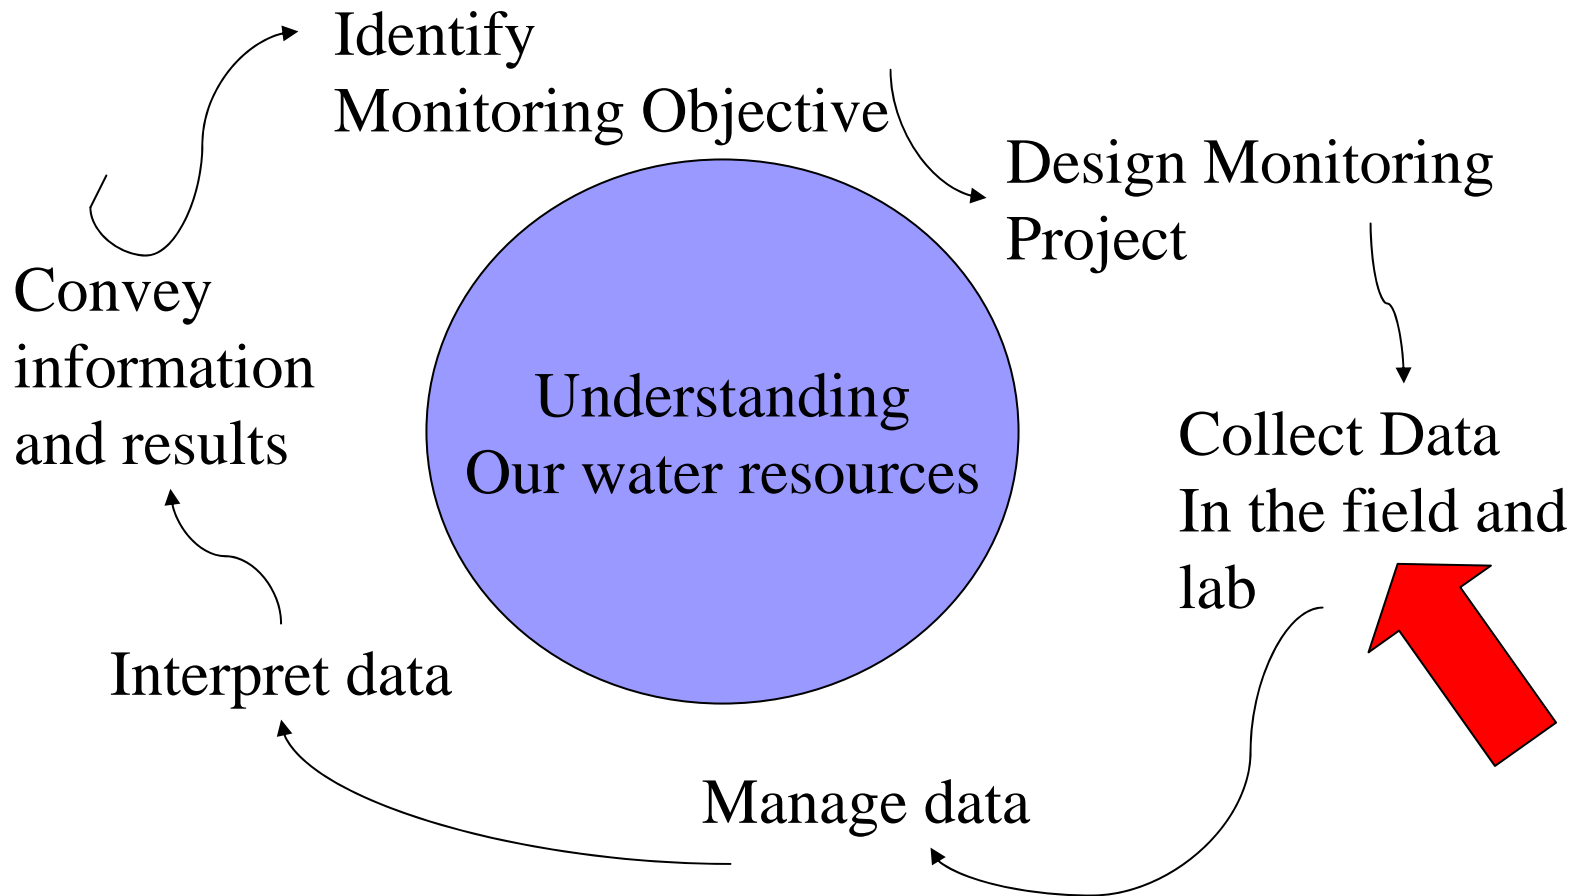 Identify
Monitoring Objective
Design Monitoring
Project
Collect Data
In the field and
lab
Manage data
Interpret data
Convey
information
and results
Understanding
Our water resources